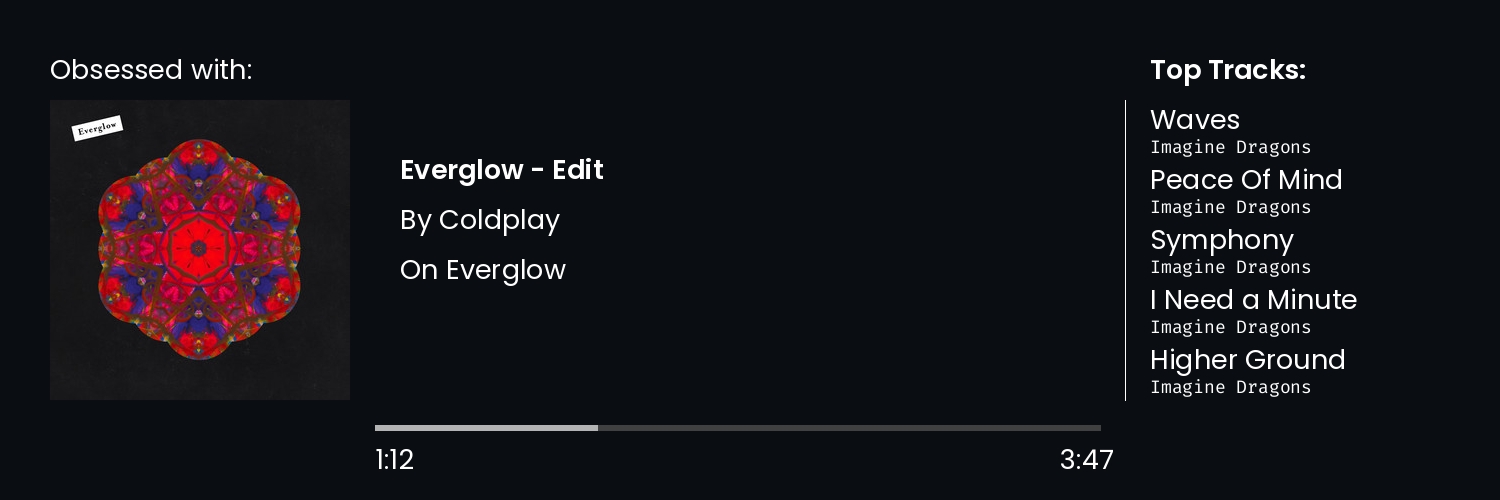 Obsessed with:
Everglow
Everglow - Edit
By Coldplay
On Everglow
1:12
3:47
Top Tracks:
Waves
Imagine Dragons
Peace Of Mind
Imagine Dragons
Symphony
Imagine Dragons
I Need a Minute
Imagine Dragons
Higher Ground
Imagine Dragons